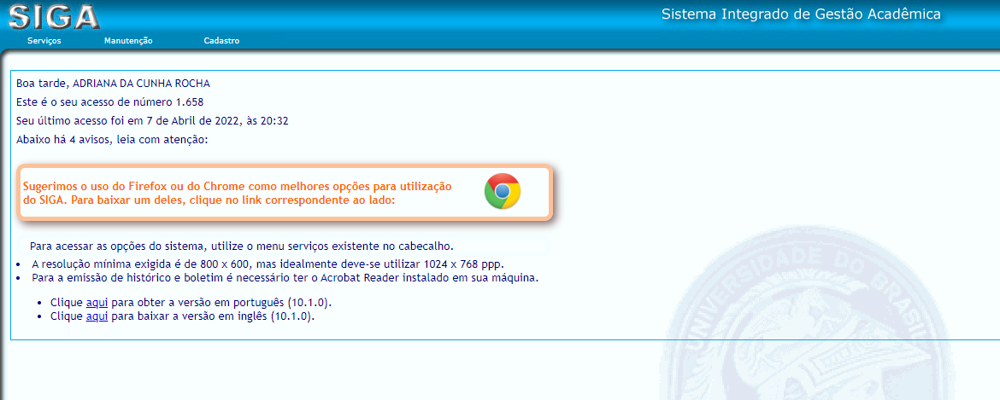 SIGA
Sistema Integrado de Gestão Acadêmica
Serviços Manutenção Cadastro
Boa tarde, ADRIANA DA CUNHA ROCHA
Este é o seu acesso de número 1.658
Seu último acesso foi em 7 de Abril de 2022, às 20:32
Abaixo há 4 avisos, leia com atenção:
Sugerimos o uso do Firefox ou do Chrome como melhores opções para utilização
do SIGA. Para baixar um deles, clique no link correspondente ao lado:
Para acessar as opções do sistema, utilize o menu serviços existente no cabecalho.
• A resolução mínima exigida é de 800 x 600, mas idealmente deve-se utilizar 1024 x 768 ppp.
• Para a emissão de histórico e boletim é necessário ter o Acrobat Reader instalado em sua máquina.
• Clique aqui para obter a versão em português (10.1.0).
• Clique aqui para baixar a versão em inglês (10.1.0).
UNIVERSIDADE DO BRASIL